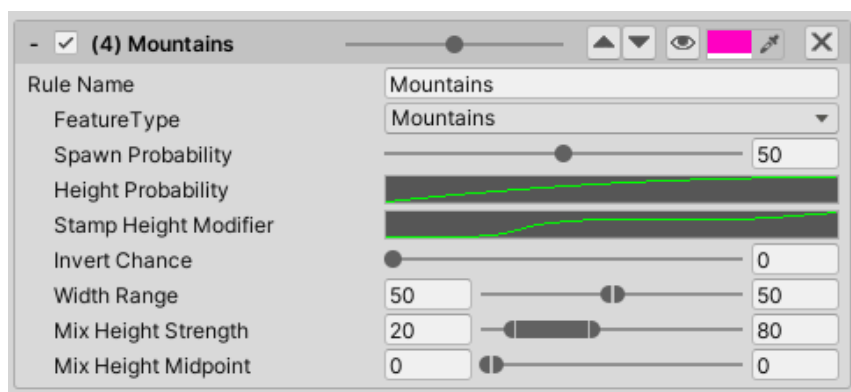 - (4) Mountains
Rule Name Mountains
FeatureType Mountains
Spawn Probability 50
Height Probability
Stamp Height Modifier
Invert Chance 0
Width Range 50 50
Mix Height Strength 20 80
Mix Height Midpoint 0 0